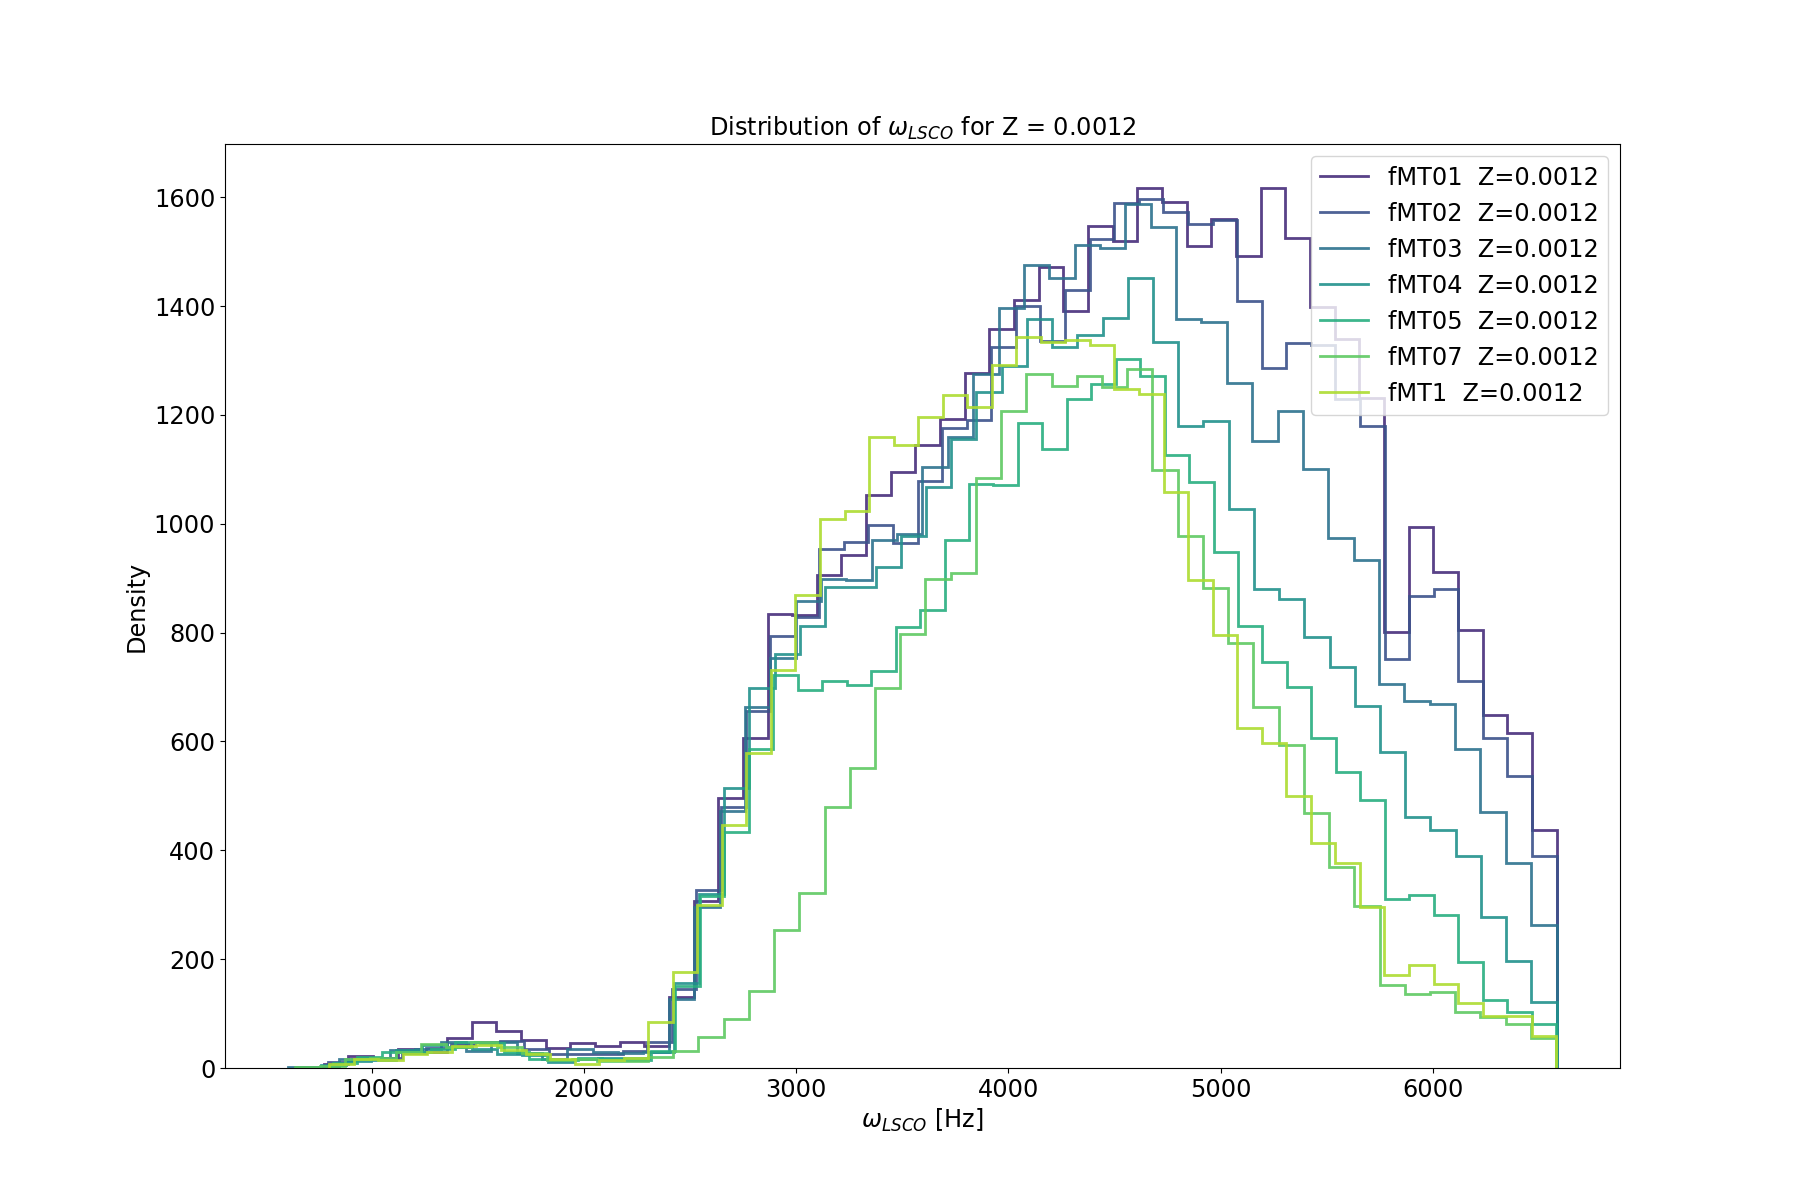 Distribution of ω_LSCO for Z = 0.0012
1600
1400
1200
1000
800
600
400
200
0
Density
fMT01 Z=0.0012
fMT02 Z=0.0012
fMT03 Z=0.0012
fMT04 Z=0.0012
fMT05 Z=0.0012
fMT07 Z=0.0012
fMT1 Z=0.0012
1000 2000 3000 4000 5000 6000
ω_LSCO [Hz]